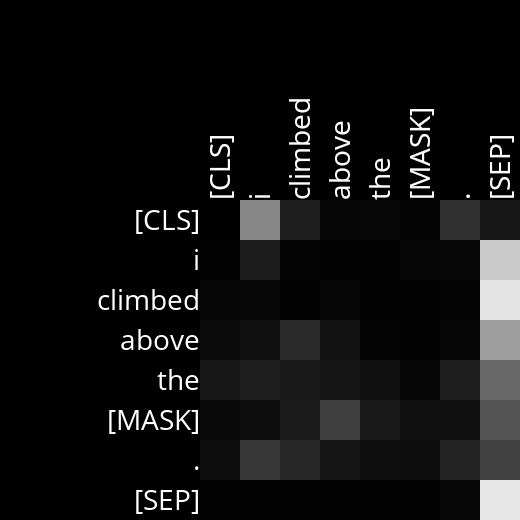 [CLS]
i
climbed
above
the
[MASK]
.
[SEP]
[CLS]
i
climbed
above
the
[MASK]
.
[SEP]